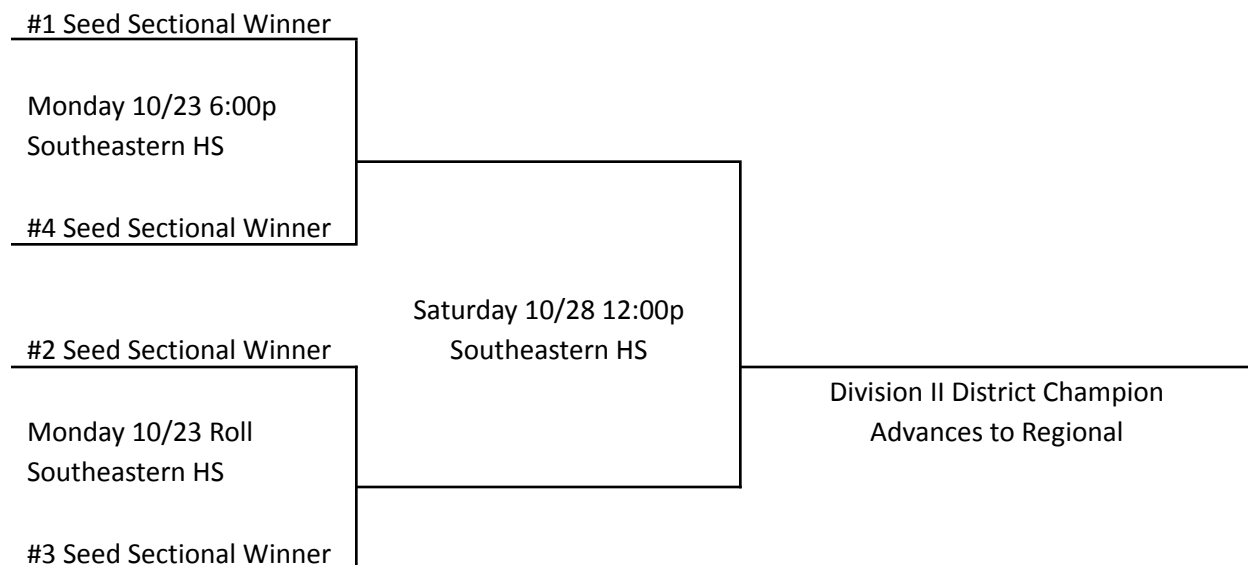 #1 Seed Sectional Winner
Monday 10/23 6:00p
Southeastern HS
#4 Seed Sectional Winner
Saturday 10/28 12:00p
Southeastern HS
#2 Seed Sectional Winner
Division II District Champion
Advances to Regional
Monday 10/23 Roll
Southeastern HS
#3 Seed Sectional Winner